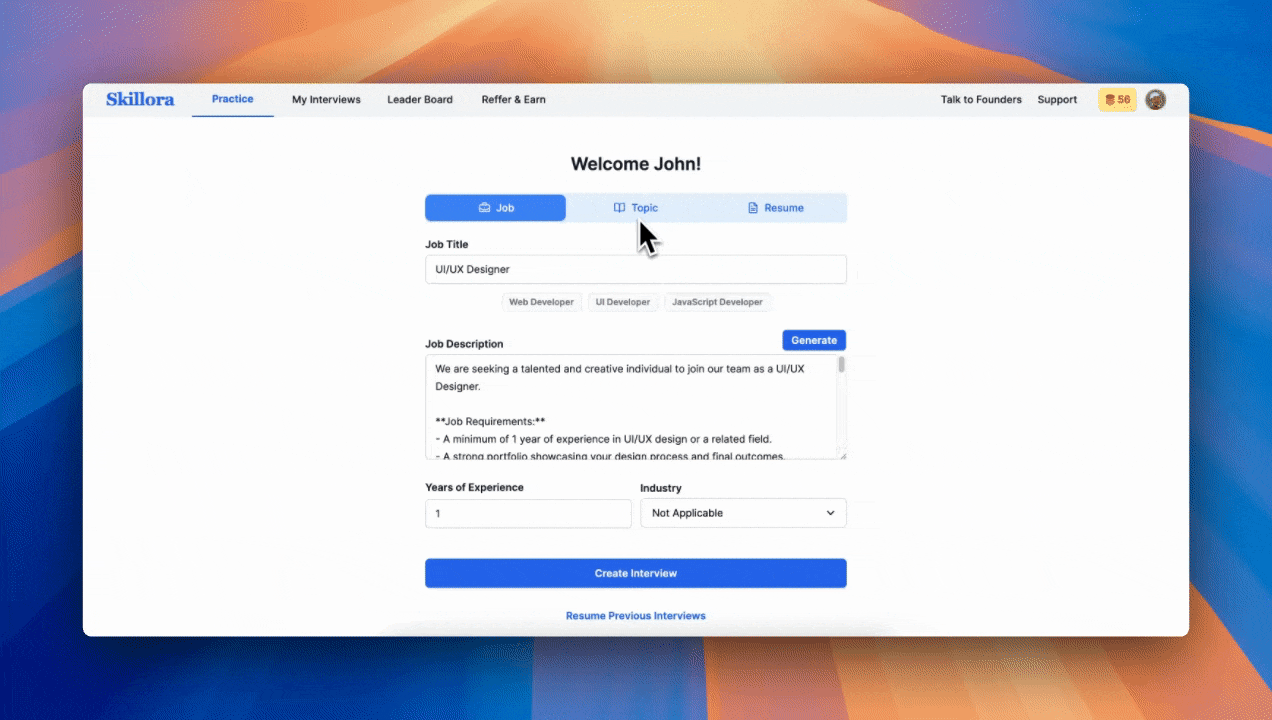 Skillora Practice My Interviews Leader Board Reffer & Earn Talk to Founders Support 56
Welcome John!
Job Topic Resume
Job Title
UI/UX Designer
Web Developer UI Developer JavaScript Developer
Job Description Generate
We are seeking a talented and creative individual to join our team as a UI/UX
Designer.
**Job Requirements:**
- A minimum of 1 year of experience in UI/UX design or a related field.
- A strong portfolio showcasing your design process and final outcomes.
Years of Experience Industry
1 Not Applicable
Create Interview
Resume Previous Interviews